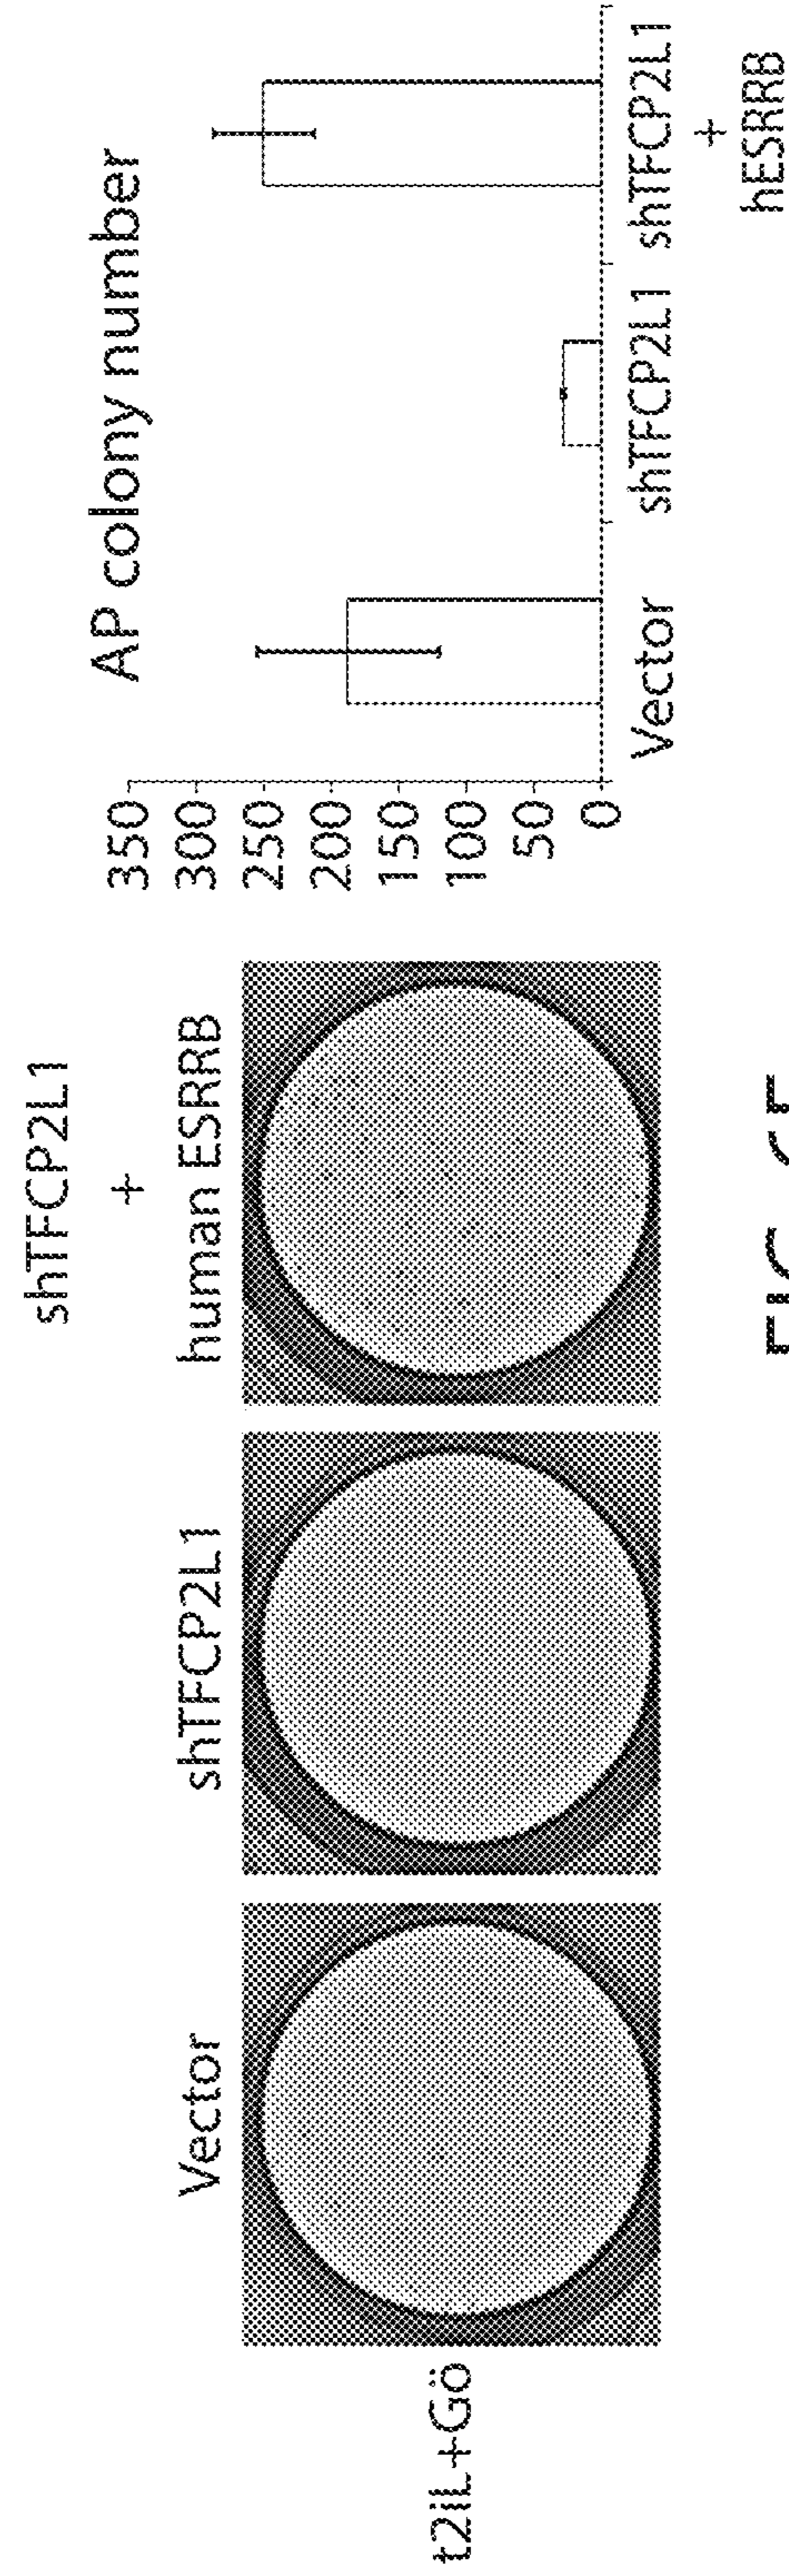 shTFCP2L1
+
Vector shTFCP2L1 human ESRRB
t2iL+Gö
AP colony number
350
300
250
200
150
100
50
0
Vector shTFCP2L1 shTFCP2L1
+
hESRRB